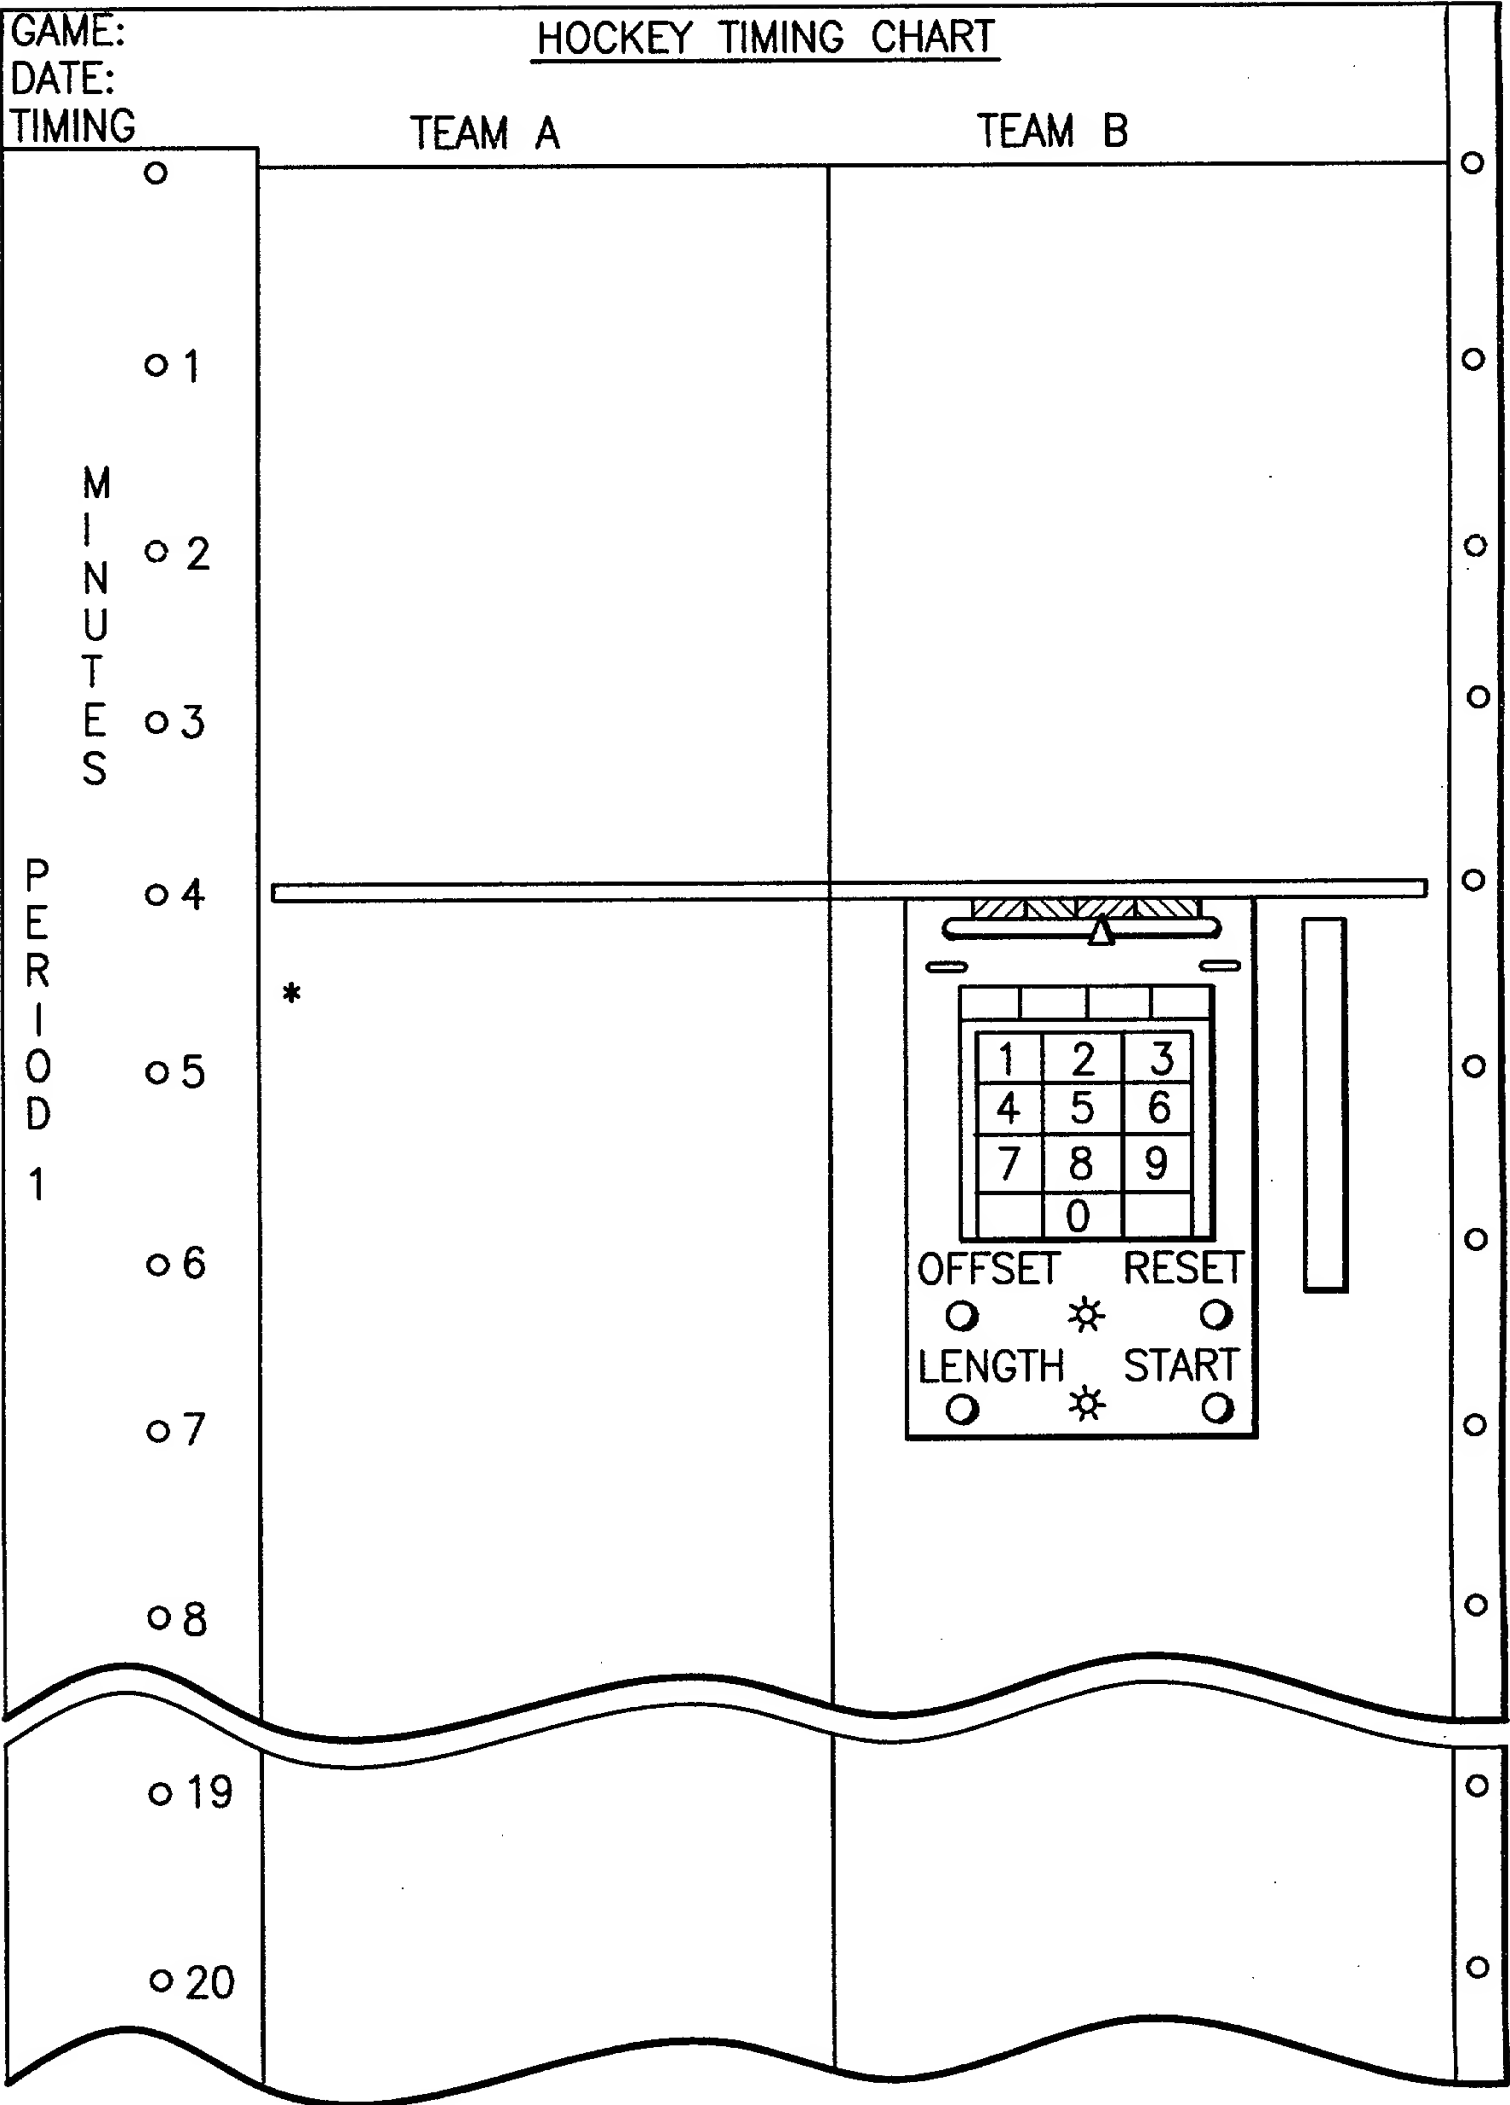 GAME:
HOCKEY TIMING CHART
DATE:
TIMING
TEAM A
TEAM B
1
2
3
MINUTES
4
PERIOD 1
*
5
6
7
8
19
20
1 2 3
4 5 6
7 8 9
0
OFFSET RESET
LENGTH START